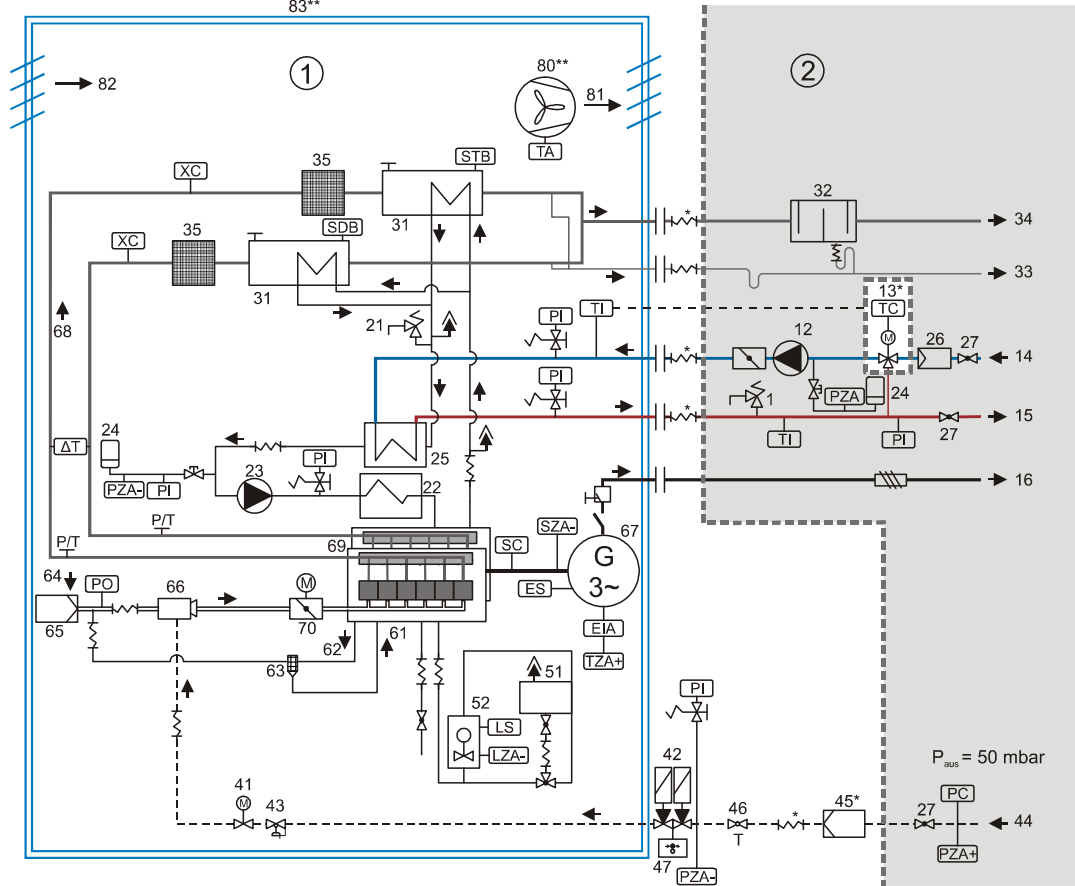 83**
1
2
82
80**
81
TA
XC
35
STB
31
32
34
XC
35
SDB
31
33
13*
TC
M
68
21
PI
TI
12
26
27
14
PI
PZA
24
1
15
TI
PI
27
ΔT
24
25
PZA-
PI
23
PI
22
16
P/T
P/T
69
SC
SZA-
67
G
3~
ES
EIA
TZA+
64
PO
66
M
65
70
62
61
63
51
52
LS
LZA-
PI
42
Paus = 50 mbar
41
M
43
46
*
45*
27
PC
44
T
47
PZA-
PZA+
*
*
*